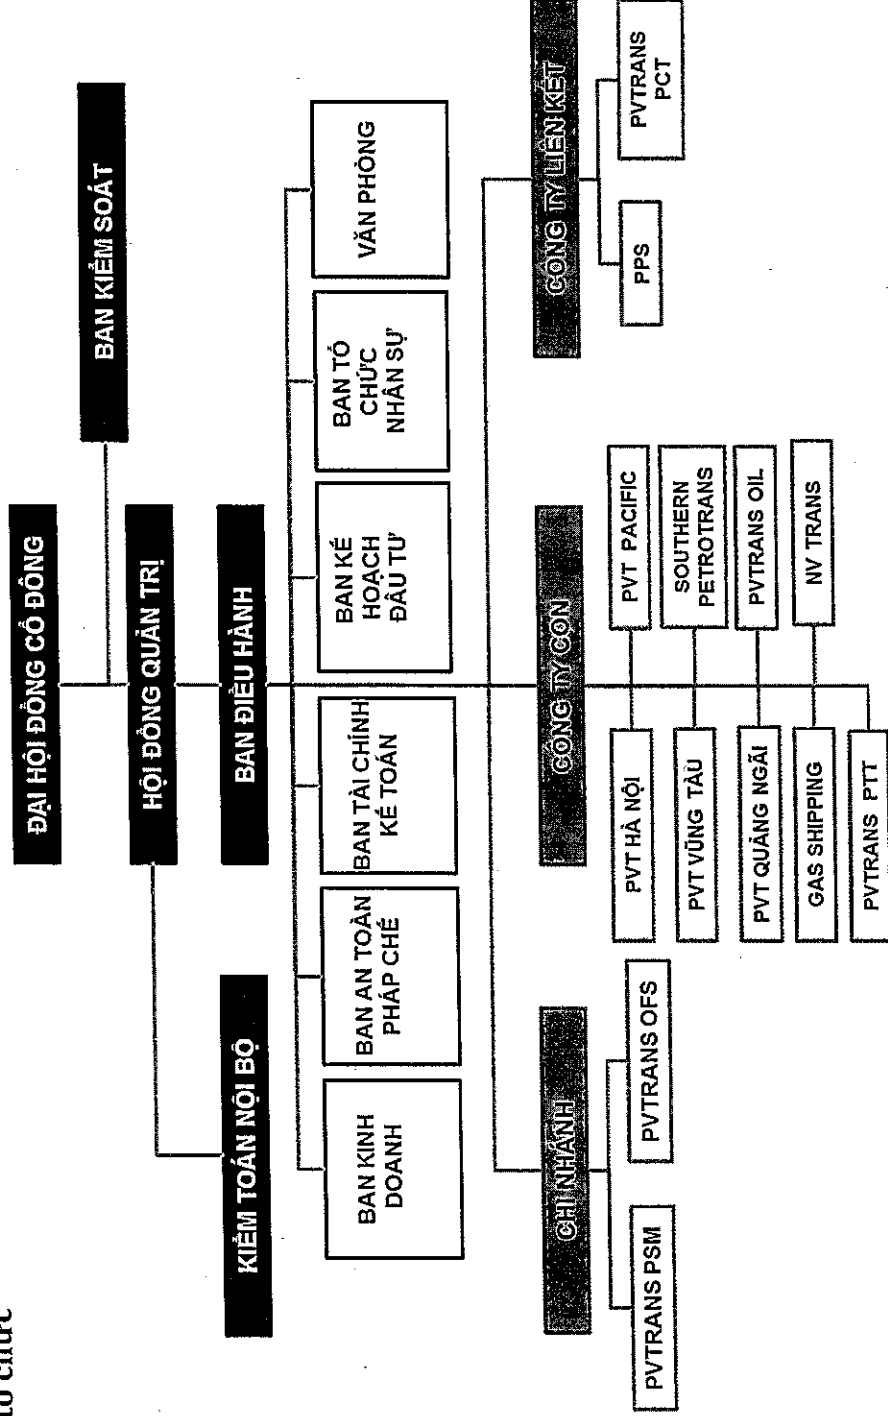 tổ chức
ĐẠI HỘI ĐỒNG CỔ ĐÔNG
BAN KIỂM SOÁT
HỘI ĐỒNG QUẢN TRỊ
KIỂM TOÁN NỘI BỘ
BAN ĐIỀU HÀNH
BAN KINH
DOANH
BAN AN TOÀN
PHÁP CHẾ
BAN TÀI CHÍNH
KẾ TOÁN
BAN KẾ
HOẠCH
ĐẦU TƯ
BAN TỔ
CHỨC
NHÂN SỰ
VĂN PHÒNG
CHI NHÁNH
CÔNG TY CON
CÔNG TY LIÊN KẾT
PVTRANS PSM
PVTRANS OFS
PVT HÀ NỘI
PVT PACIFIC
PVT VŨNG TÀU
SOUTHERN
PETROTRANS
PVT QUẢNG NGÃI
PVTRANS OIL
GAS SHIPPING
NV TRANS
PVTRANS PTT
PPS
PVTRANS
PCT